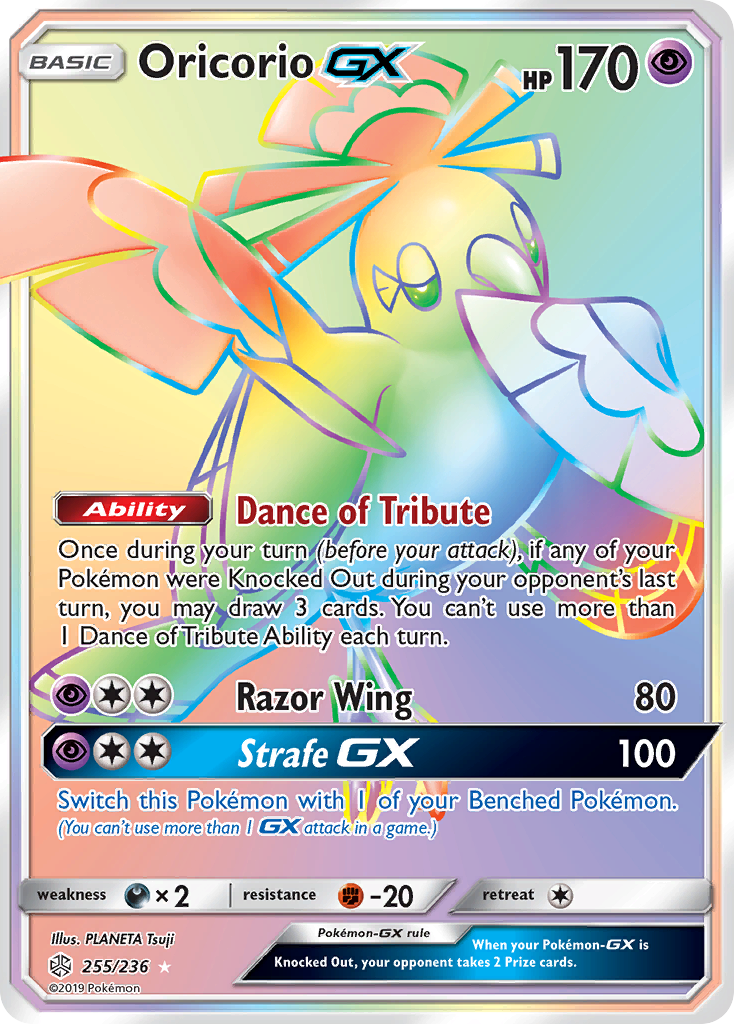 BASIC Oricorio GX HP 170
Ability Dance of Tribute
Once during your turn (before your attack), if any of your
Pokémon were Knocked Out during your opponent's last
turn, you may draw 3 cards. You can't use more than
1 Dance of Tribute Ability each turn.
Razor Wing 80
Strafe GX 100
Switch this Pokémon with 1 of your Benched Pokémon.
(You can't use more than 1 GX attack in a game.)
weakness × 2 resistance -20 retreat
Illus. PLANETA Tsuji
255/236
©2019 Pokémon
Pokémon-GX rule
When your Pokémon-GX is
Knocked Out, your opponent takes 2 Prize cards.